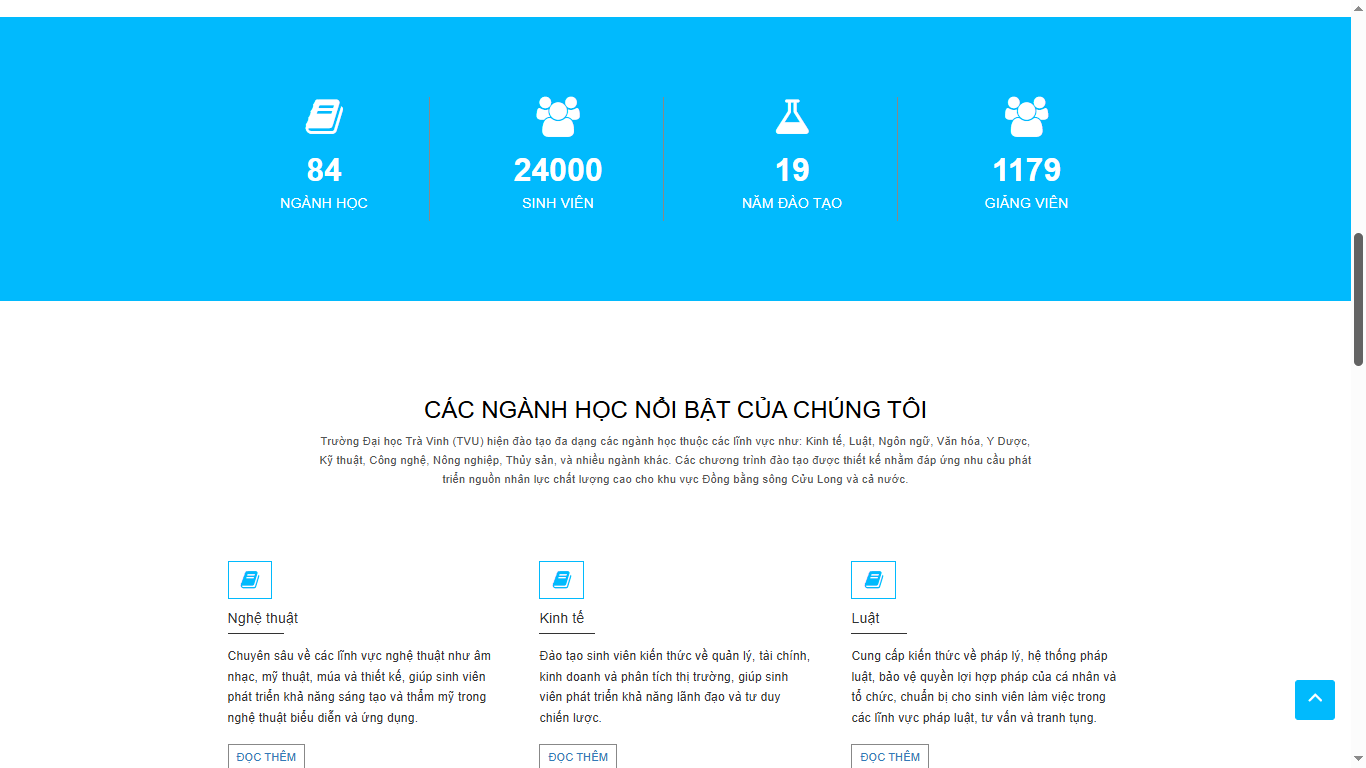 84
NGÀNH HỌC
24000
SINH VIÊN
19
NĂM ĐÀO TẠO
1179
GIẢNG VIÊN
CÁC NGÀNH HỌC NỔI BẬT CỦA CHÚNG TÔI
Trường Đại học Trà Vinh (TVU) hiện đào tạo đa dạng các ngành học thuộc các lĩnh vực như: Kinh tế, Luật, Ngôn ngữ, Văn hóa, Y Dược,
Kỹ thuật, Công nghệ, Nông nghiệp, Thủy sản, và nhiều ngành khác. Các chương trình đào tạo được thiết kế nhằm đáp ứng nhu cầu phát
triển nguồn nhân lực chất lượng cao cho khu vực Đồng bằng sông Cửu Long và cả nước.
Nghệ thuật
Chuyên sâu về các lĩnh vực nghệ thuật như âm
nhạc, mỹ thuật, múa và thiết kế, giúp sinh viên
phát triển khả năng sáng tạo và thẩm mỹ trong
nghệ thuật biểu diễn và ứng dụng.
ĐỌC THÊM
Kinh tế
Đào tạo sinh viên kiến thức về quản lý, tài chính,
kinh doanh và phân tích thị trường, giúp sinh
viên phát triển khả năng lãnh đạo và tư duy
chiến lược.
ĐỌC THÊM
Luật
Cung cấp kiến thức về pháp lý, hệ thống pháp
luật, bảo vệ quyền lợi hợp pháp của cá nhân và
tổ chức, chuẩn bị cho sinh viên làm việc trong
các lĩnh vực pháp luật, tư vấn và tranh tụng.
ĐỌC THÊM